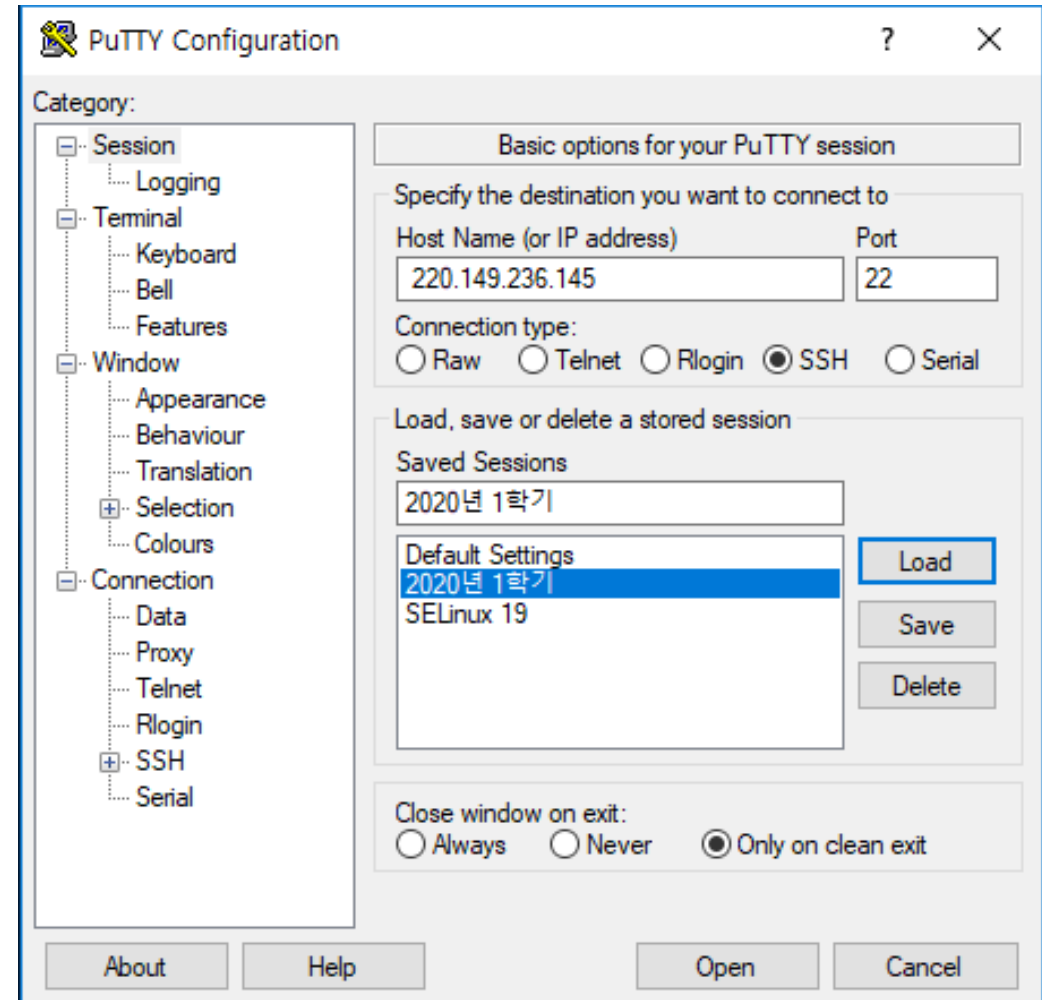 PuTTY Configuration
?
Category:
Session
Logging
Terminal
Keyboard
Bell
Features
Window
Appearance
Behaviour
Translation
Selection
Colours
Connection
Data
Proxy
Telnet
Rlogin
SSH
Serial
Basic options for your PuTTY session
Specify the destination you want to connect to
Host Name (or IP address) Port
220.149.236.145 22
Connection type:
Raw Telnet Rlogin SSH Serial
Load, save or delete a stored session
Saved Sessions
2020년 1학기
Default Settings
2020년 1학기
SELinux 19
Load
Save
Delete
Close window on exit:
Always Never Only on clean exit
About Help Open Cancel